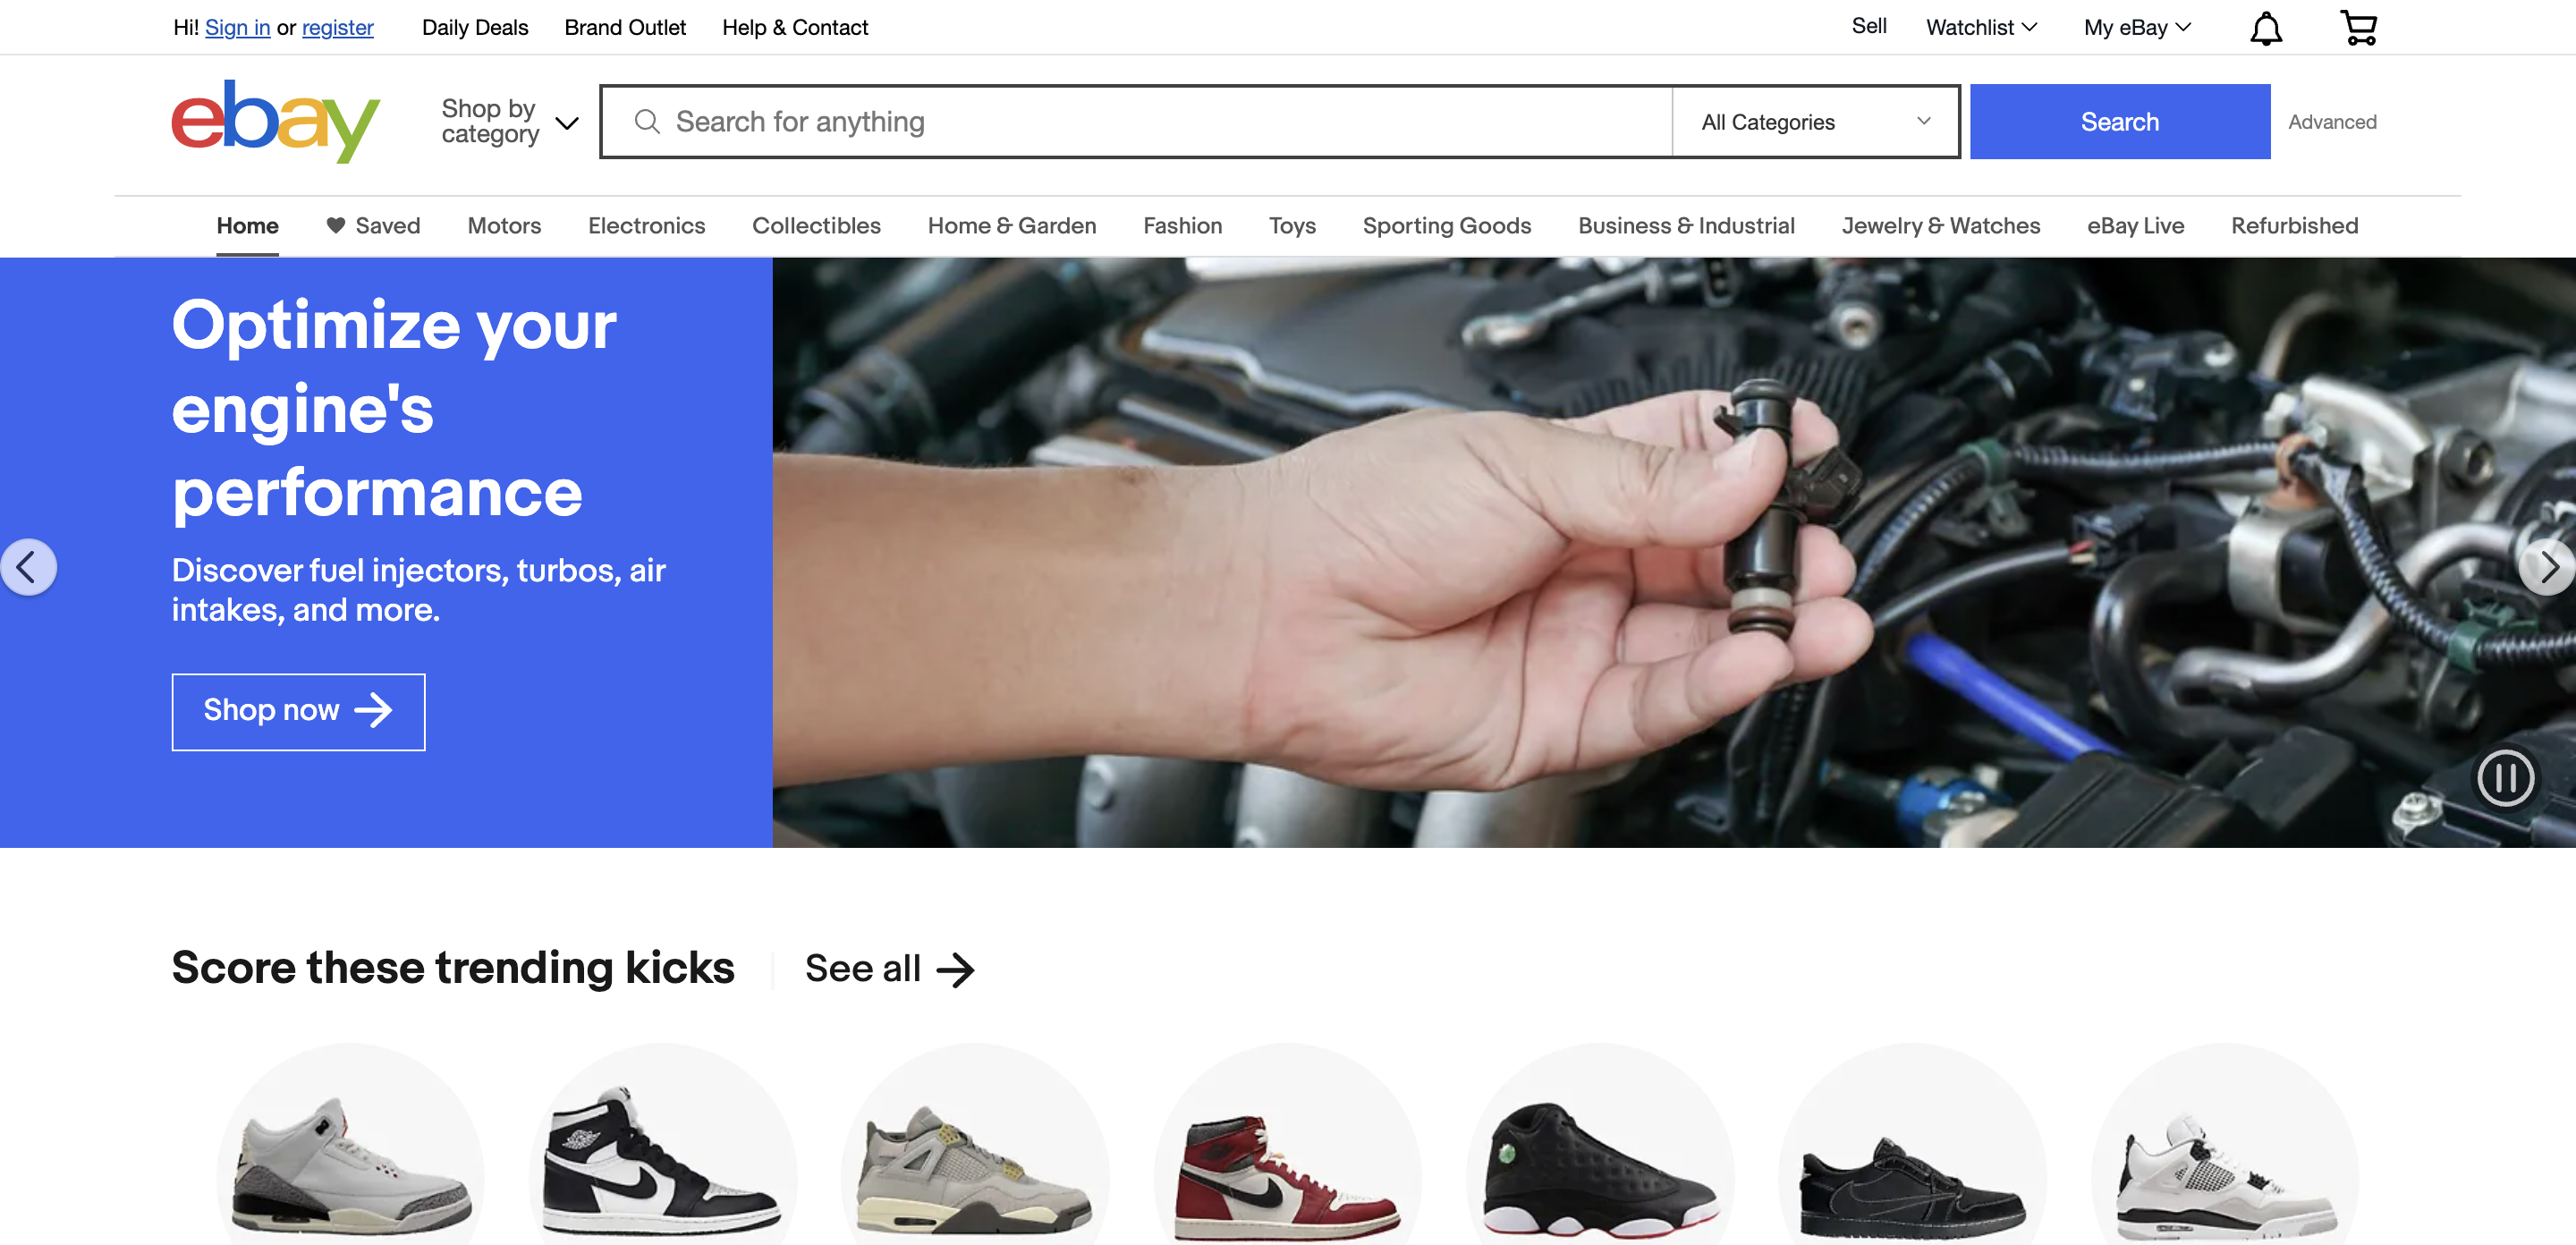 Hi! Sign in or register Daily Deals Brand Outlet Help & Contact Sell Watchlist My eBay
ebay
Shop by
category
Search for anything
All Categories
Search
Advanced
Home Saved Motors Electronics Collectibles Home & Garden Fashion Toys Sporting Goods Business & Industrial Jewelry & Watches eBay Live Refurbished
Optimize your
engine's
performance
Discover fuel injectors, turbos, air
intakes, and more.
Shop now
Score these trending kicks
See all